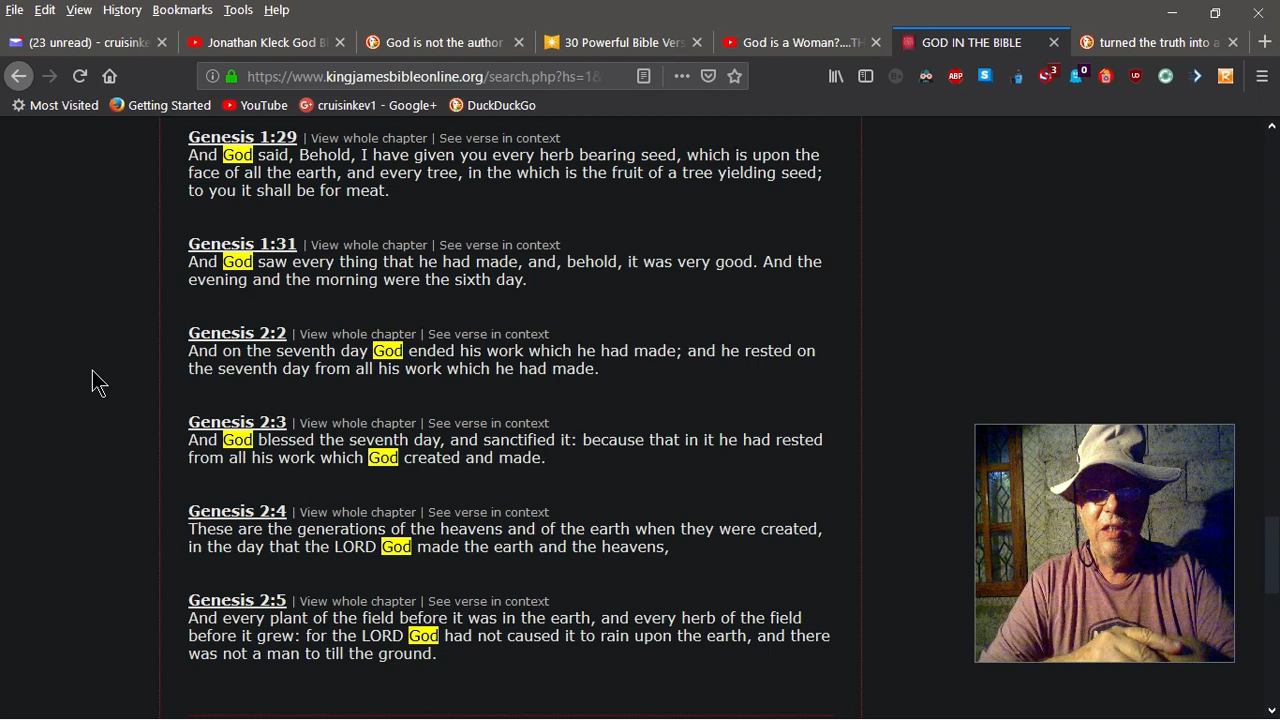 File Edit View History Bookmarks Tools Help
(23 unread) - cruisinke
Jonathan Kleck God B
God is not the author
30 Powerful Bible Vers
God is a Woman?....TH
GOD IN THE BIBLE
turned the truth into a
https://www.kingjamesbibleonline.org/search.php?hs=1&
ABP
S
3
0
Most Visited Getting Started YouTube cruisinkev1 - Google+ DuckDuckGo
Genesis 1:29 | View whole chapter | See verse in context
And God said, Behold, I have given you every herb bearing seed, which is upon the
face of all the earth, and every tree, in the which is the fruit of a tree yielding seed;
to you it shall be for meat.
Genesis 1:31 | View whole chapter | See verse in context
And God saw every thing that he had made, and, behold, it was very good. And the
evening and the morning were the sixth day.
Genesis 2:2 | View whole chapter | See verse in context
And on the seventh day God ended his work which he had made; and he rested on
the seventh day from all his work which he had made.
Genesis 2:3 | View whole chapter | See verse in context
And God blessed the seventh day, and sanctified it: because that in it he had rested
from all his work which God created and made.
Genesis 2:4 | View whole chapter | See verse in context
These are the generations of the heavens and of the earth when they were created,
in the day that the LORD God made the earth and the heavens,
Genesis 2:5 | View whole chapter | See verse in context
And every plant of the field before it was in the earth, and every herb of the field
before it grew: for the LORD God had not caused it to rain upon the earth, and there
was not a man to till the ground.